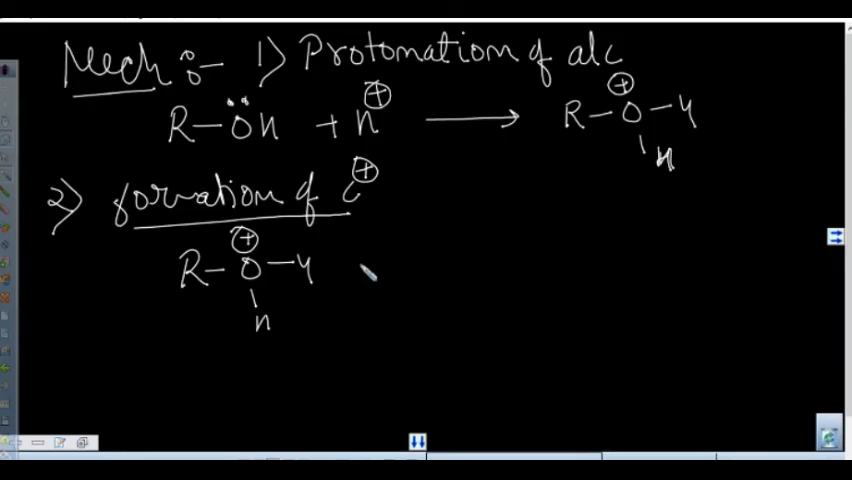 Mech :- 1) Protonation of alc
R-ÖH + H⊕ ⟶ R-O⊕-H
|
H
2) formation of C⊕
R-O⊕-H
|
H